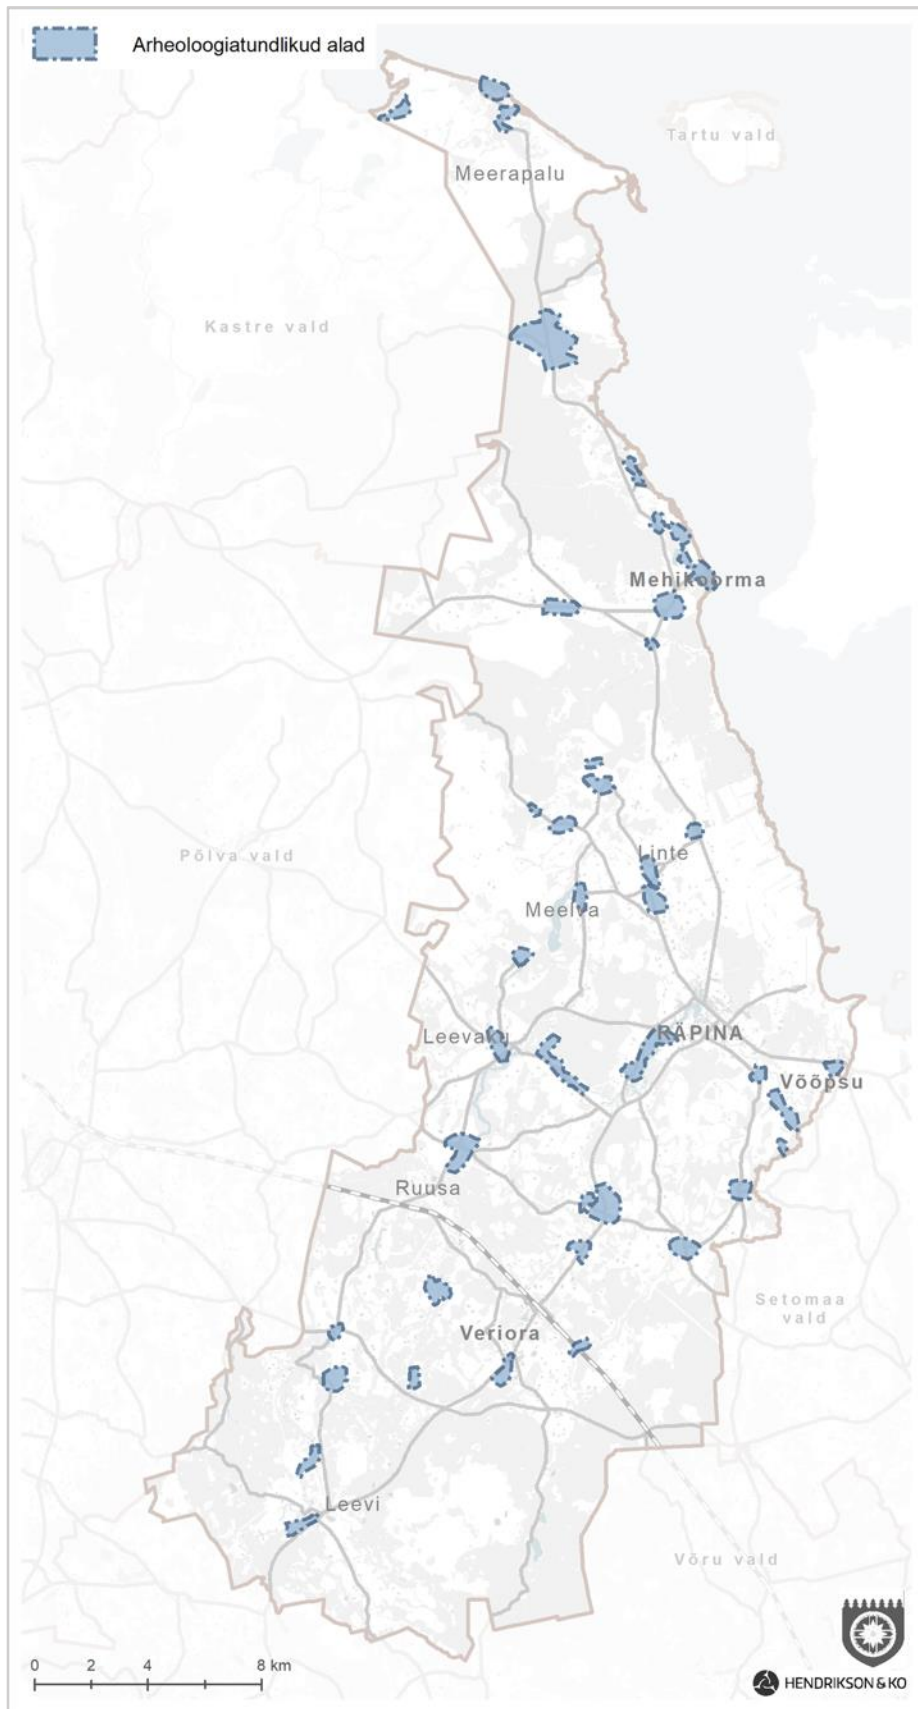 Arheoloogiatundlikud alad
Tartu vald
Meerapalu
Kastre vald
Mehikoorma
Põlva vald
Linte
Meelva
Leevaku
RÄPINA
Võõpsu
Ruusa
Setomaa
vald
Veriora
Leevi
Võru vald
0 2 4 8 km
HENDRIKSON & KO